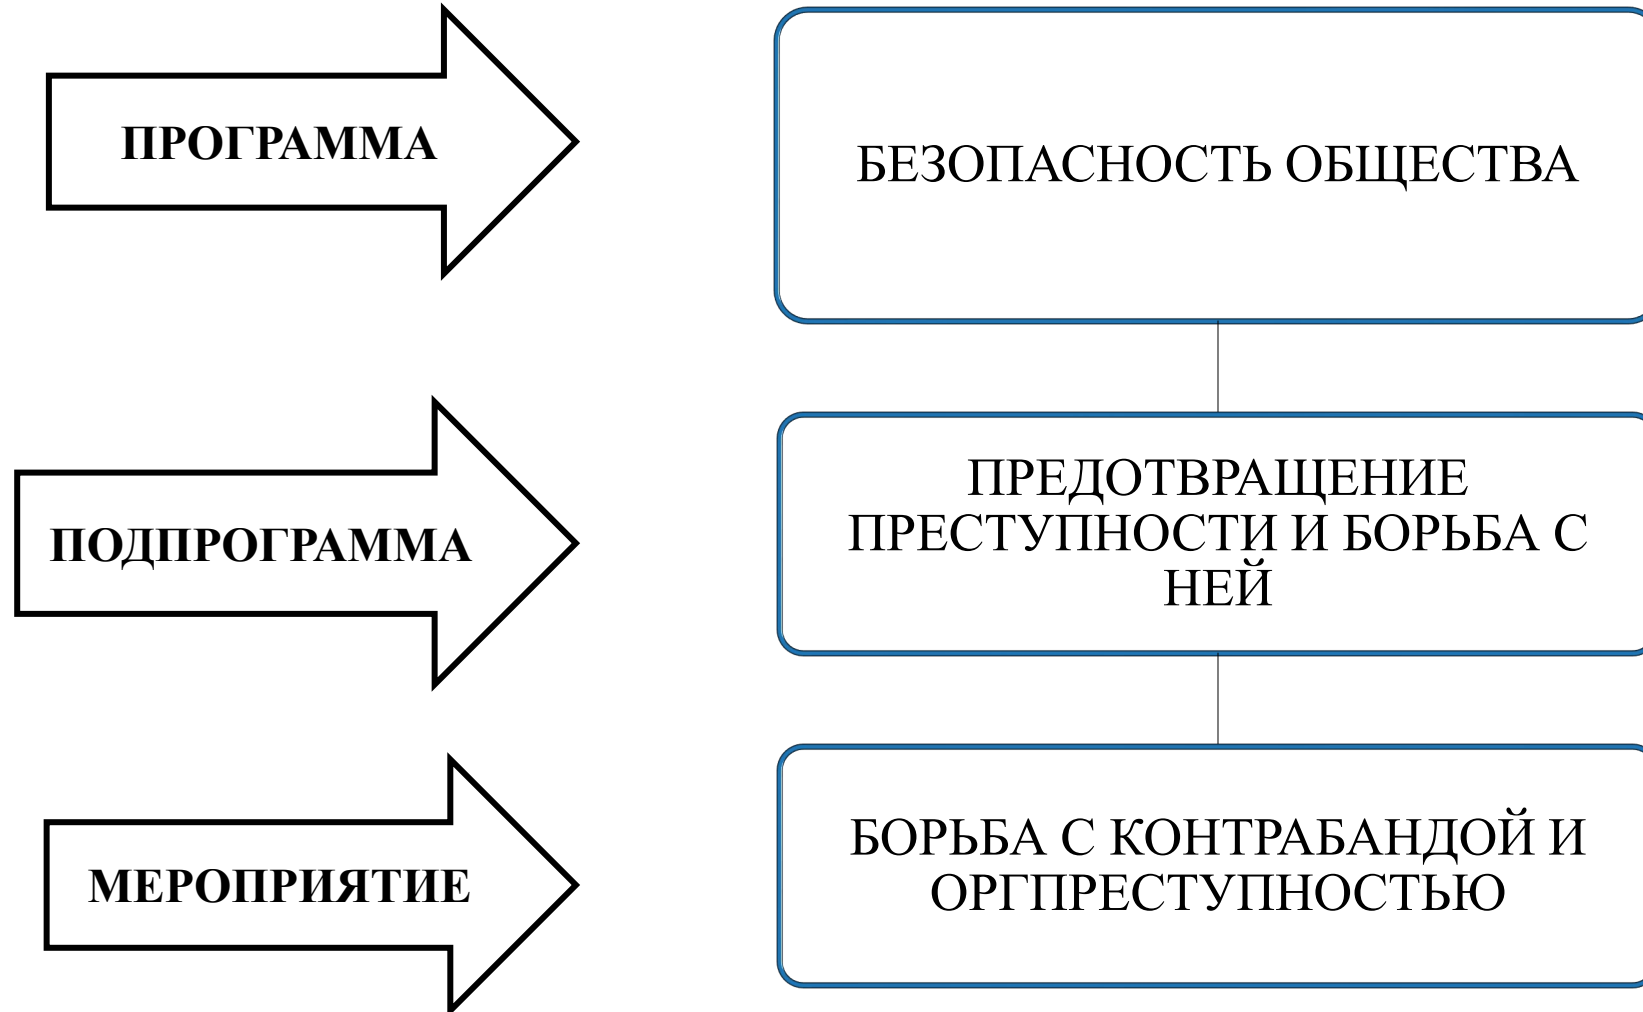 ПРОГРАММА
БЕЗОПАСНОСТЬ ОБЩЕСТВА
ПОДПРОГРАММА
ПРЕДОТВРАЩЕНИЕ
ПРЕСТУПНОСТИ И БОРЬБА С
НЕЙ
МЕРОПРИЯТИЕ
БОРЬБА С КОНТРАБАНДОЙ И
ОРГПРЕСТУПНОСТЬЮ